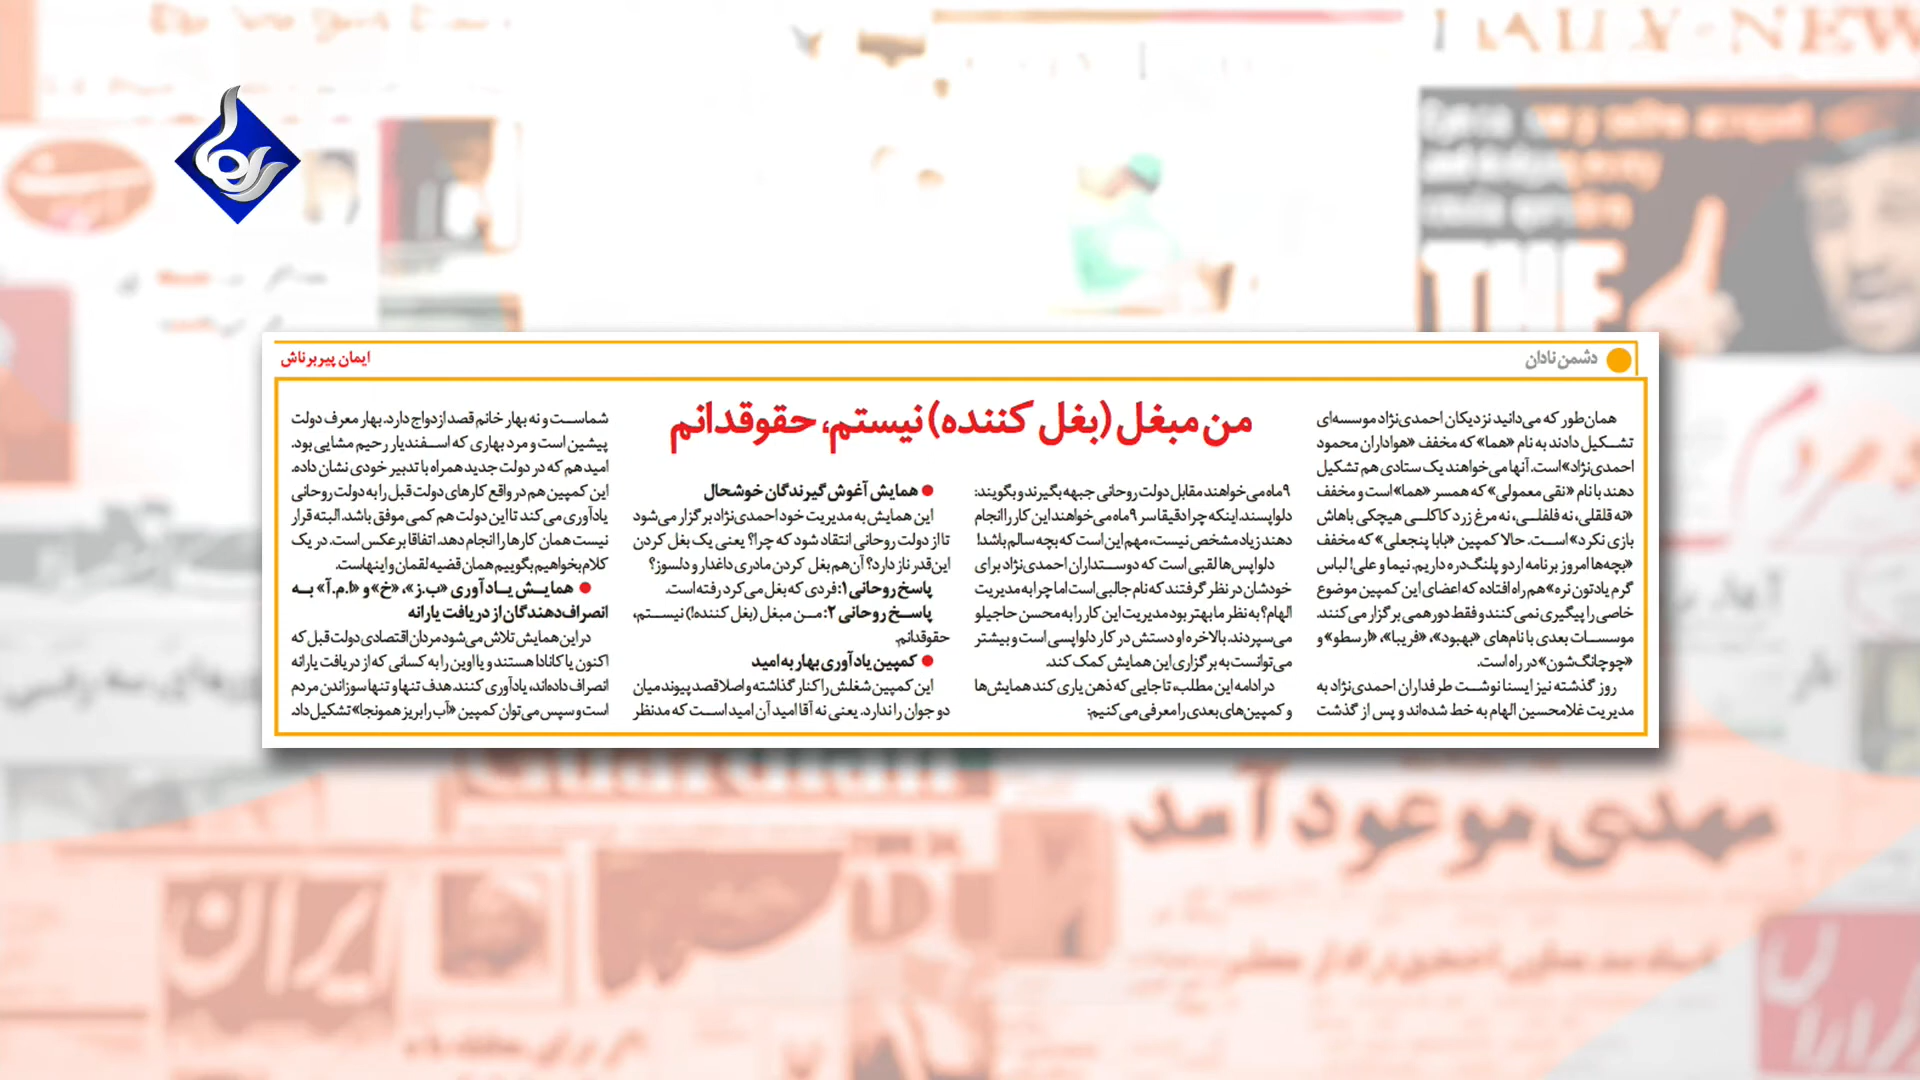 دشمن نادان
ایمان پیربرناش
من مبغل (بغل کننده) نیستم، حقوقدانم
همان‌طور که می‌دانید نزدیکان احمدی‌نژاد موسسه‌ای
تشکیل دادند به نام «هما» که مخفف «هواداران محمود
احمدی‌نژاد» است. آنها می‌خواهند یک ستادی هم تشکیل
دهند با نام «نقی معمولی» که همسر «هما» است و مخفف
«نه قلقلی، نه فلفلی، نه مرغ زرد کاکلی هیچکی باهاش
بازی نکرد» است. حالا کمپین «بابا پنجعلی» که مخفف
«بچه‌ها امروز برنامه اردو پلنگ‌دره داریم. نیما و علی! لباس
گرم یادتون نره» هم راه افتاده که اعضای این کمپین موضوع
خاصی را پیگیری نمی‌کنند و فقط دورهمی برگزار می‌کنند.
موسسات بعدی با نام‌های «بهبود»، «فریبا»، «ارسطو» و
«چوچانگ‌شون» در راه است.
روز گذشته نیز ایسنا نوشت طرفداران احمدی‌نژاد به
مدیریت غلامحسین الهام به خط شده‌اند و پس از گذشت
۹ ماه می‌خواهند مقابل دولت روحانی جبهه بگیرند و بگویند:
دلواپسند. اینکه چرا دقیقا سر ۹ ماه می‌خواهند این کار را انجام
دهند زیاد مشخص نیست، مهم این است که بچه سالم باشد!
دلواپس‌ها لقبی است که دوستداران احمدی‌نژاد برای
خودشان در نظر گرفتند که نام جالبی است اما چرا به مدیریت
الهام؟ به نظر ما بهتر بود مدیریت این کار را به محسن حاجیلو
می‌سپردند. بالاخره او دستش در کار دلواپسی است و بیشتر
می‌توانست به برگزاری این همایش کمک کند.
در ادامه این مطلب، تا جایی که ذهن یاری کند همایش‌ها
و کمپین‌های بعدی را معرفی می‌کنیم:
● همایش آغوش گیرندگان خوشحال
این همایش به مدیریت خود احمدی‌نژاد برگزار می‌شود
تا از دولت روحانی انتقاد شود که چرا؟ یعنی یک بغل کردن
این‌قدر ناز دارد؟ آن‌هم بغل کردن مادری داغدار و دلسوز؟
پاسخ روحانی ۱: فردی که بغل می‌کرد رفته است.
پاسخ روحانی ۲: من مبغل (بغل کننده!) نیستم،
حقوقدانم.
● کمپین یادآوری بهار به امید
این کمپین شغلش را کنار گذاشته و اصلا قصد پیوند میان
دو جوان را ندارد. یعنی نه آقا امید آن امید است که مدنظر
شماست و نه بهار خانم قصد ازدواج دارد. بهار معرف دولت
پیشین است و مرد بهاری که اسفندیار رحیم مشایی بود.
امید هم که در دولت جدید همراه با تدبیر خودی نشان داده.
این کمپین هم در واقع کارهای دولت قبل را به دولت روحانی
یادآوری می‌کند تا این دولت هم کمی موفق باشد. البته قرار
نیست همان کارها را انجام دهد. اتفاقا برعکس است. در یک
کلام بخواهیم بگوییم همان قضیه لقمان و اینهاست.
● همایش یادآوری «ب.ز»، «خ» و «ا.م.آ» به
انصراف‌دهندگان از دریافت یارانه
در این همایش تلاش می‌شود مردان اقتصادی دولت قبل که
اکنون یا کانادا هستند و یا اوین را به کسانی که از دریافت یارانه
انصراف داده‌اند، یادآوری کنند. هدف تنها و تنها سوزاندن مردم
است و سپس می‌توان کمپین «آب را بریز همونجا» تشکیل داد.
DAILY NEW
THE
Guardian
مهدی موعود آمد
ایران